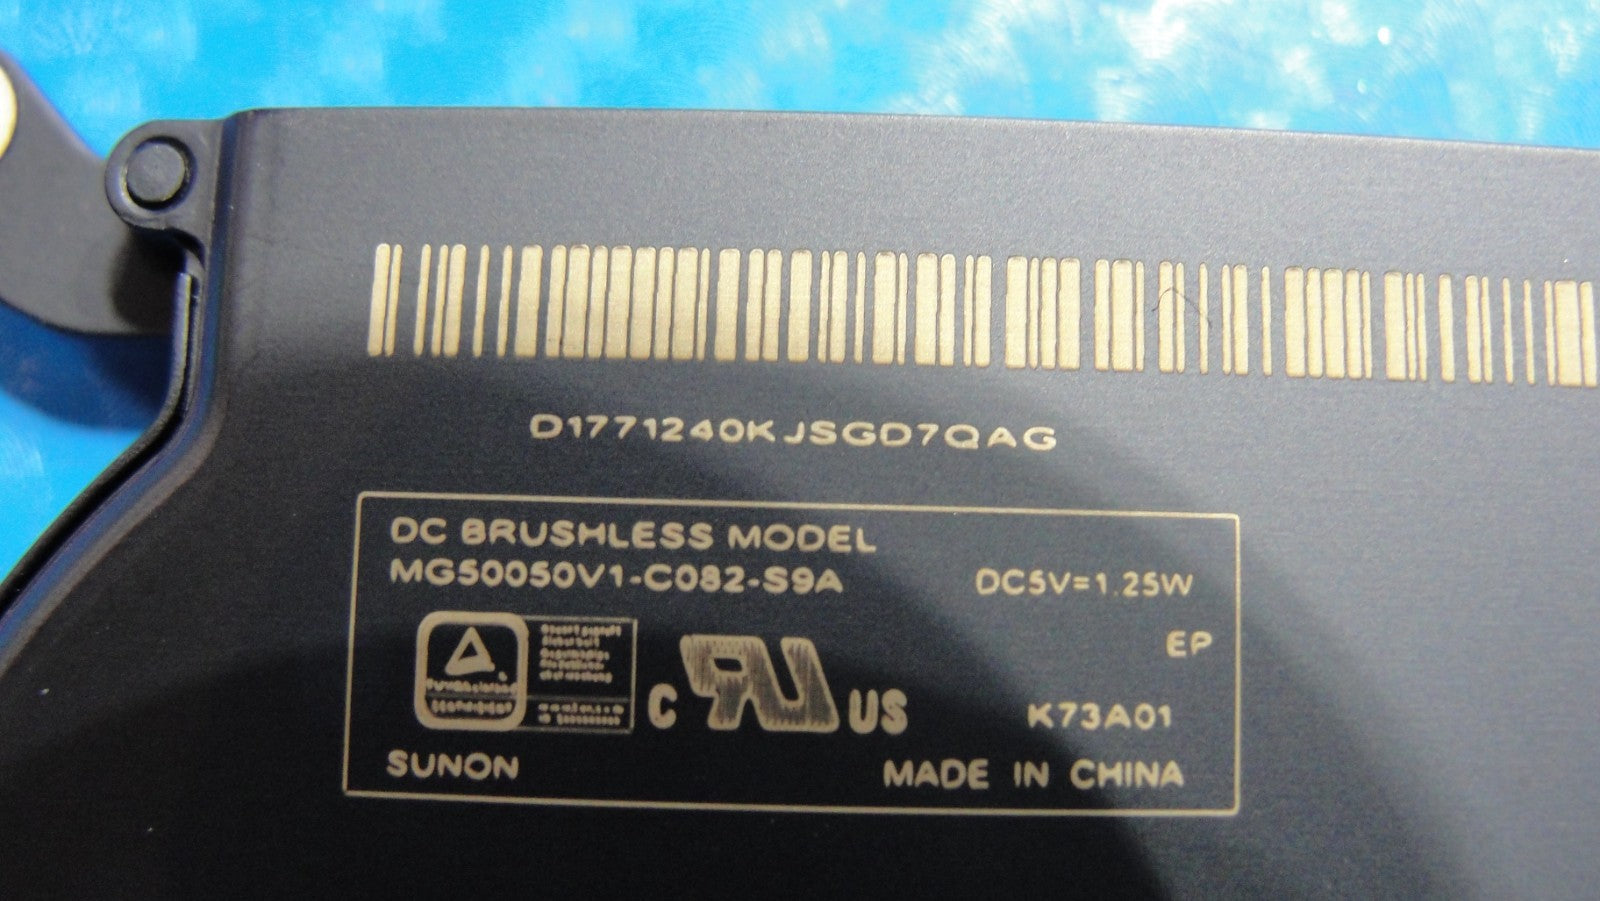 D1771240KJSGD7QAG
DC BRUSHLESS MODEL
MG50050V1-C082-S9A DC5V=1.25W
EP
C US
K73A01
SUNON MADE IN CHINA